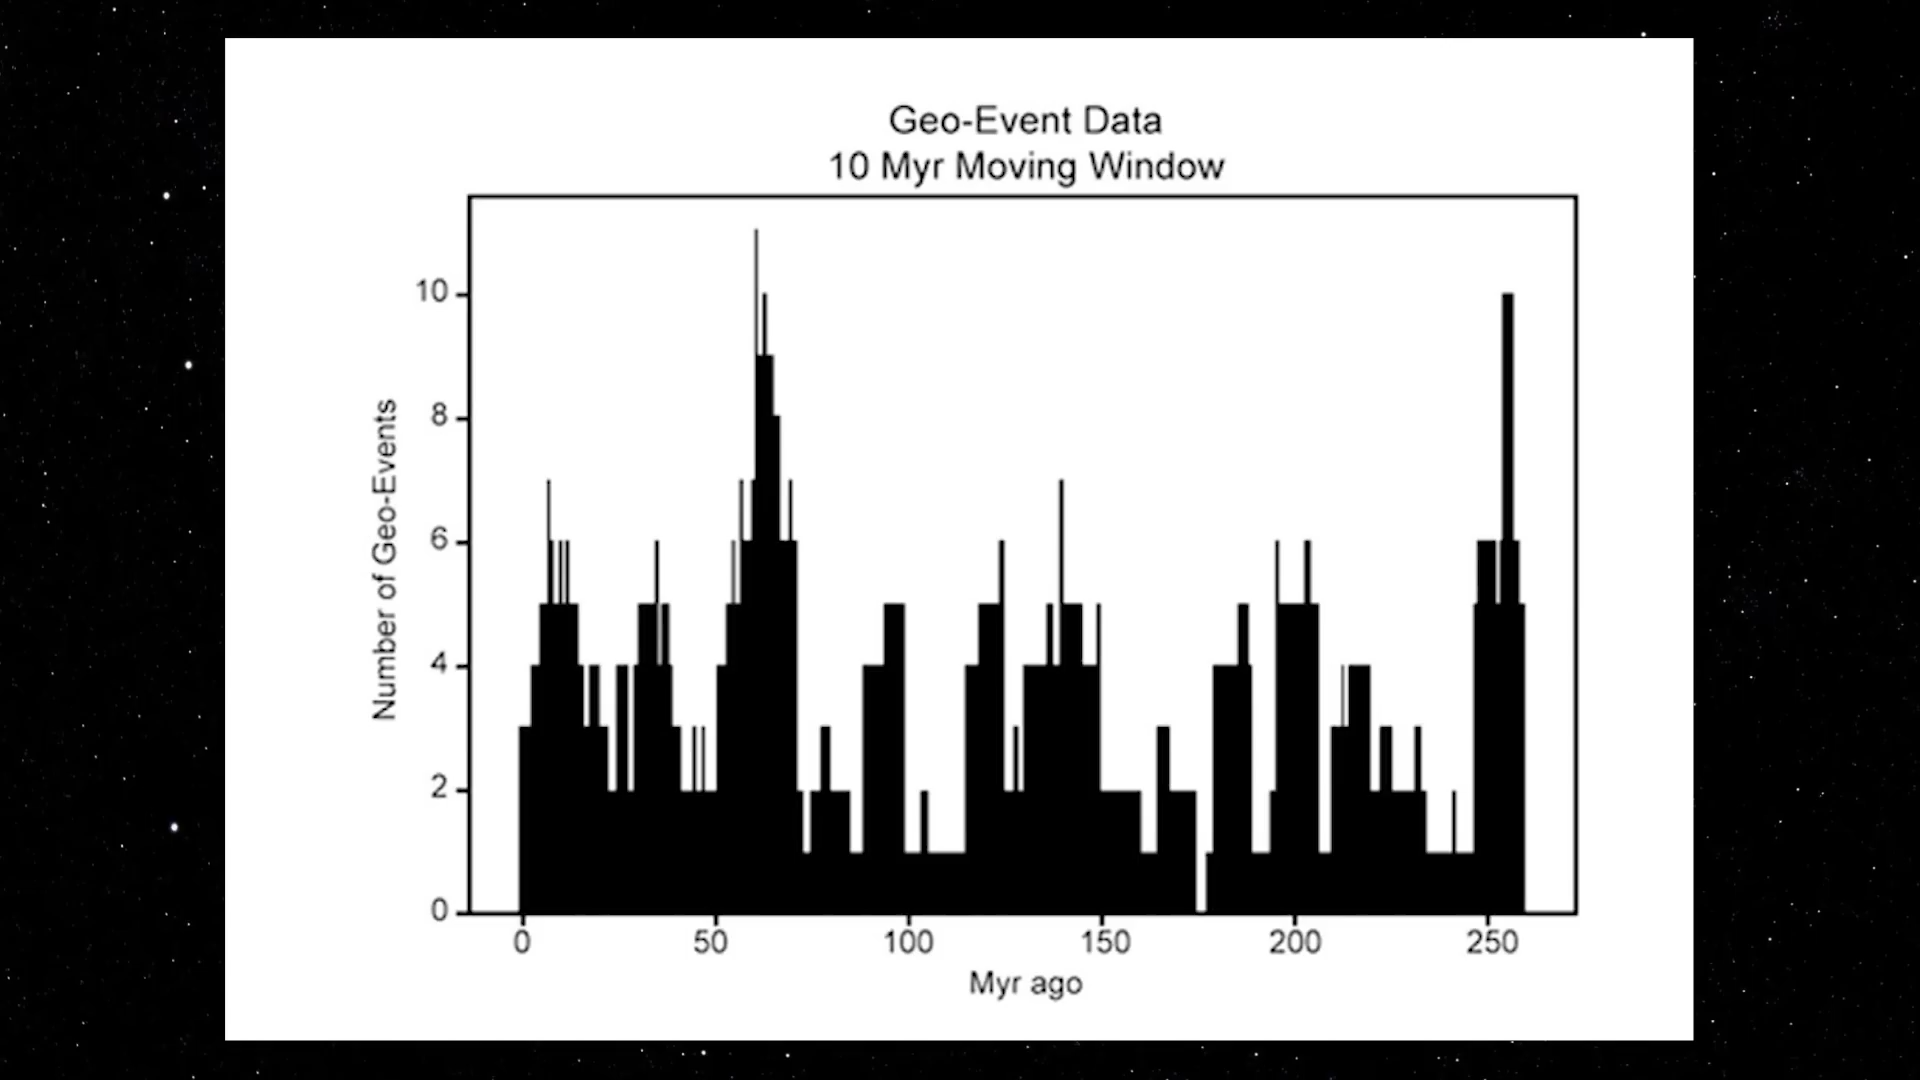 Geo-Event Data
10 Myr Moving Window
Number of Geo-Events
10
8
6
4
2
0
0 50 100 150 200 250
Myr ago